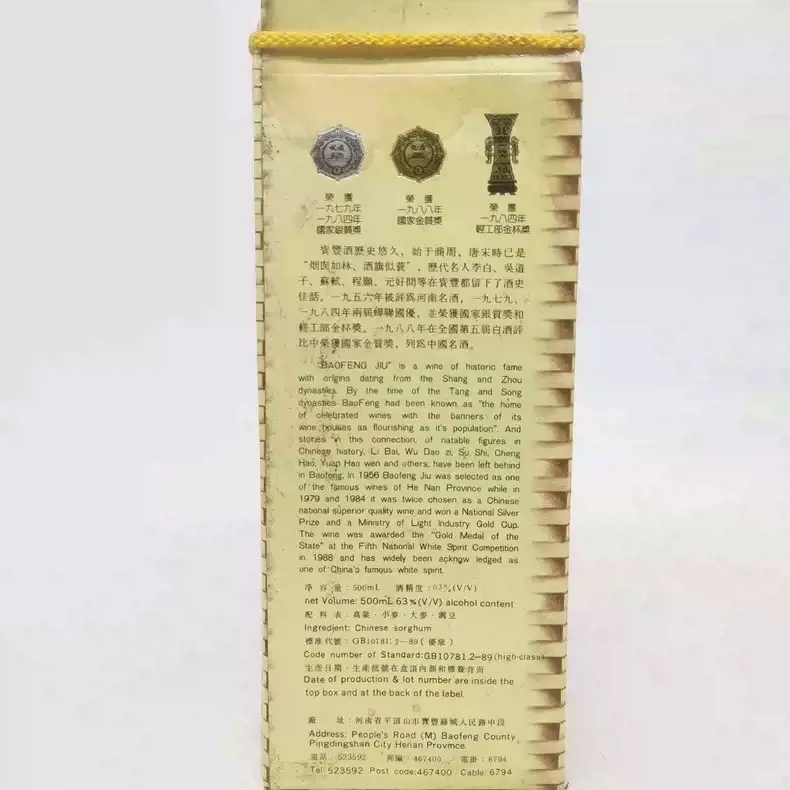 榮獲
一九七九年
一九八四年
國家銀質獎
榮獲
一九八八年
國家金質獎
榮獲
一九八四年
輕工部金杯獎
寳豐酒歷史悠久，始于商周，唐宋時已是
“烟囱如林、酒旗似蓑”，歷代名人李白、吳道
子、蘇軾、程顥、元好問等在寳豐都留下了酒史
佳話。一九五六年被評爲河南名酒，一九七九、
一九八四年兩屆蟬聯國優，並榮獲國家銀質獎和
輕工部金杯獎。一九八八年在全國第五屆白酒評
比中榮獲國家金質獎，列爲中國名酒。
"BAOFENG JIU" is a wine of historic fame
with origins dating from the Shang and Zhou
dynasties. By the time of the Tang and Song
dynasties BaoFeng had been known as "the home
of celebrated wines with the banners of its
wine houses as flourishing as it's population". And
stories in this connection, of natable figures in
Chinese history, Li Bai, Wu Dao zi, Su Shi, Cheng
Hao, Yuan Hao wen and others, have been left behind
in Baofeng. In 1956 Baofeng Jiu was selected as one
of the famous wines of He Nan Province while in
1979 and 1984 it was twice chosen as a Chinese
national superior quality wine and won a National Silver
Prize and a Ministry of Light Industry Gold Cup.
The wine was awarded the "Gold Medal of the
State" at the Fifth National White Spirit Competition
in 1988 and has widely been acknow ledged as
one of China's famous white spirit.
净容量：500mL 酒精度：63%(V/V)
net Volume: 500mL 63%(V/V) alcohol content
配料表：高粱·小麥·大麥·豌豆
Ingredient: Chinese sorghum
標准代號：GB10781.2-89（優級）
Code number of Standard:GB10781.2-89(high-class)
生產日期·生產批號在盒頂内部和標簽背面
Date of production & lot number are inside the
top box and at the back of the label.
廠 址：河南省平頂山市寶豐縣城人民路中段
Address: People's Road (M) Baofeng County
Pingdingshan City Henan Province.
電話 523592 郵編：467400 電掛：6794
Tel 523592 Post code:467400 Cable: 6794